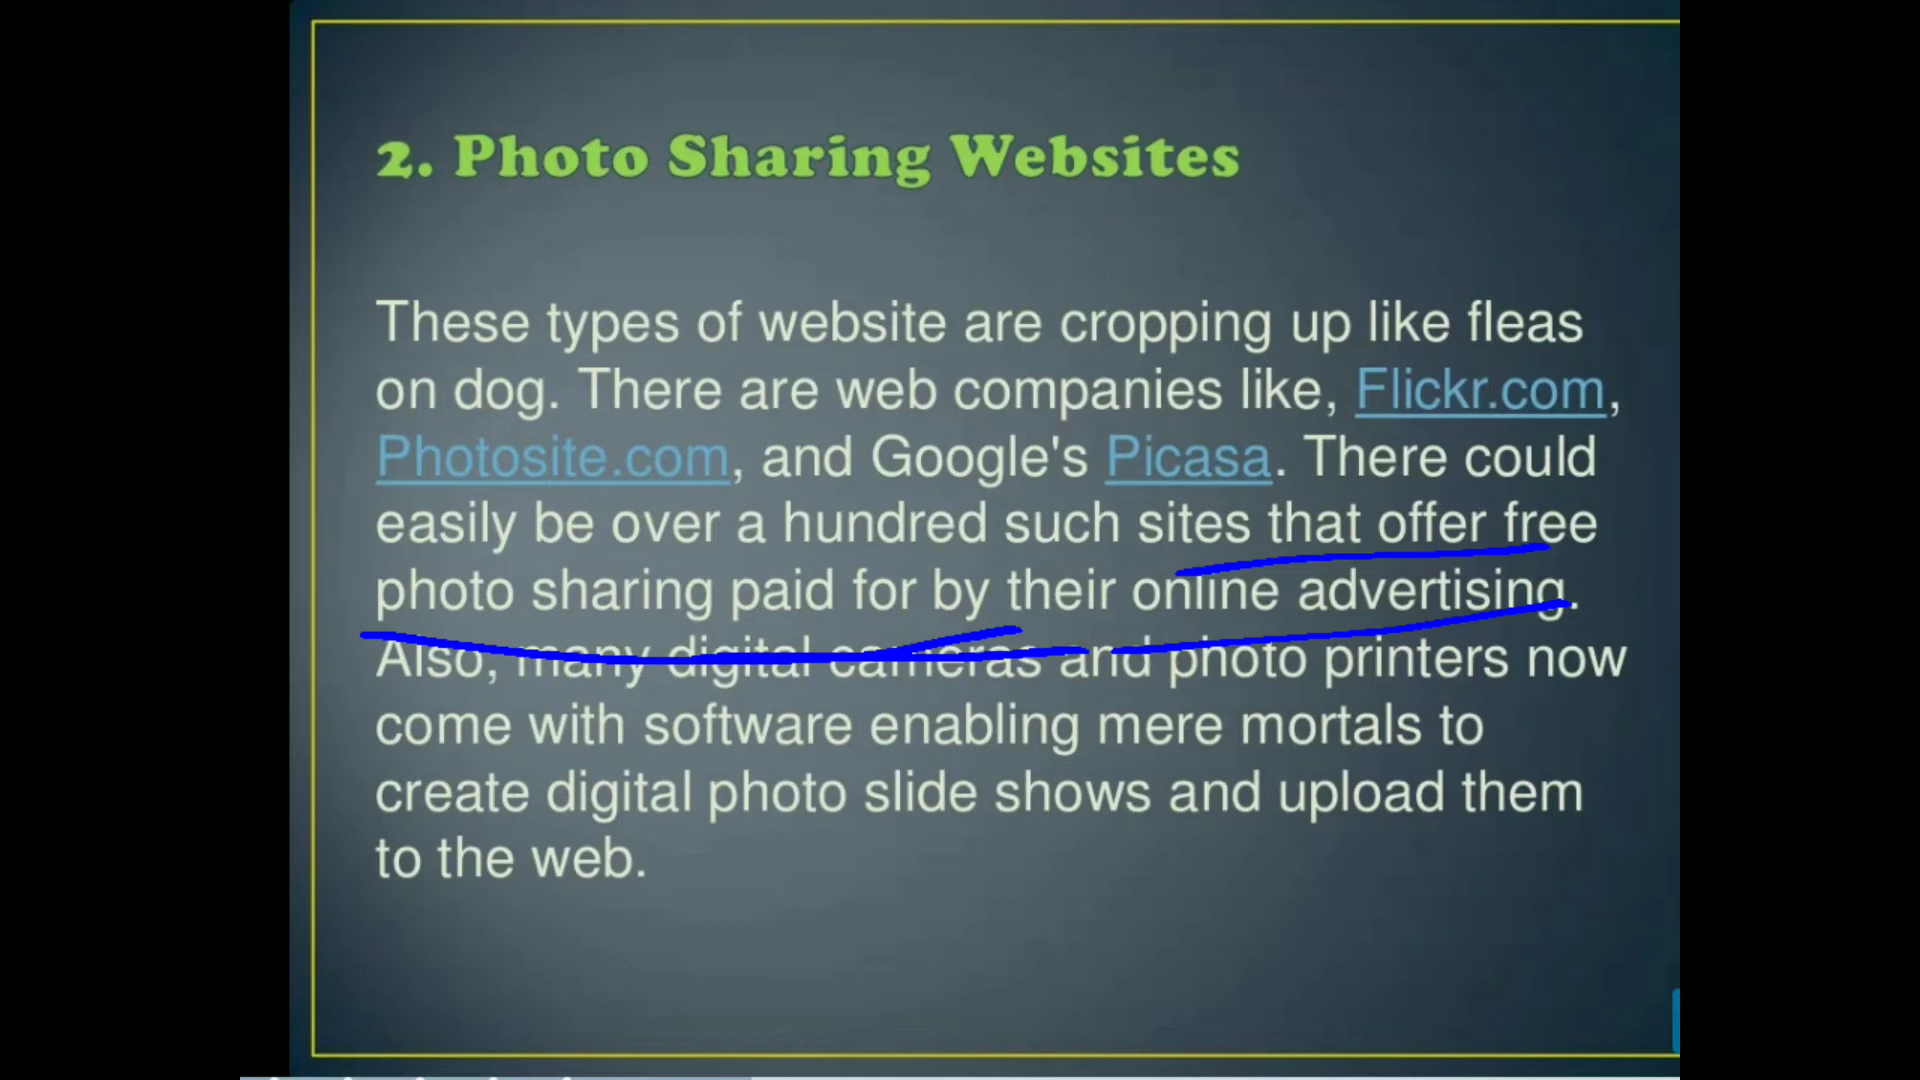 2. Photo Sharing Websites
These types of website are cropping up like fleas
on dog. There are web companies like, Flickr.com,
Photosite.com, and Google's Picasa. There could
easily be over a hundred such sites that offer free
photo sharing paid for by their online advertising.
Also, many digital cameras and photo printers now
come with software enabling mere mortals to
create digital photo slide shows and upload them
to the web.